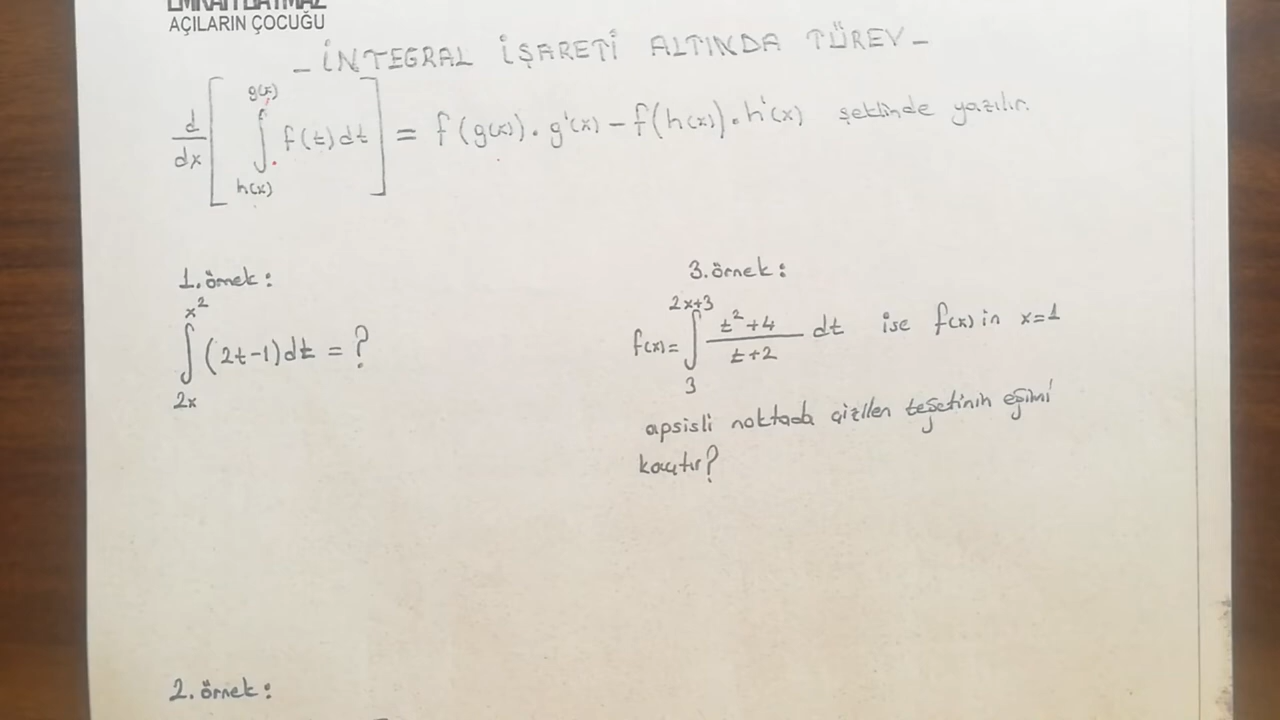 AÇILARIN ÇOCUĞU
- İNTEGRAL İŞARETİ ALTINDA TÜREV -
d/dx [ ∫_{h(x)}^{g(x)} f(t)dt ] = f(g(x)).g'(x) - f(h(x)).h'(x) şeklinde yazılır.
1. örnek:
∫_{2x}^{x²} (2t-1)dt = ?
3. örnek:
f(x) = ∫_{3}^{2x+3} (t²+4)/(t+2) dt ise f(x) in x=1
apsisli noktada çizilen teğetinin eğimi
kaçtır?
2. örnek: